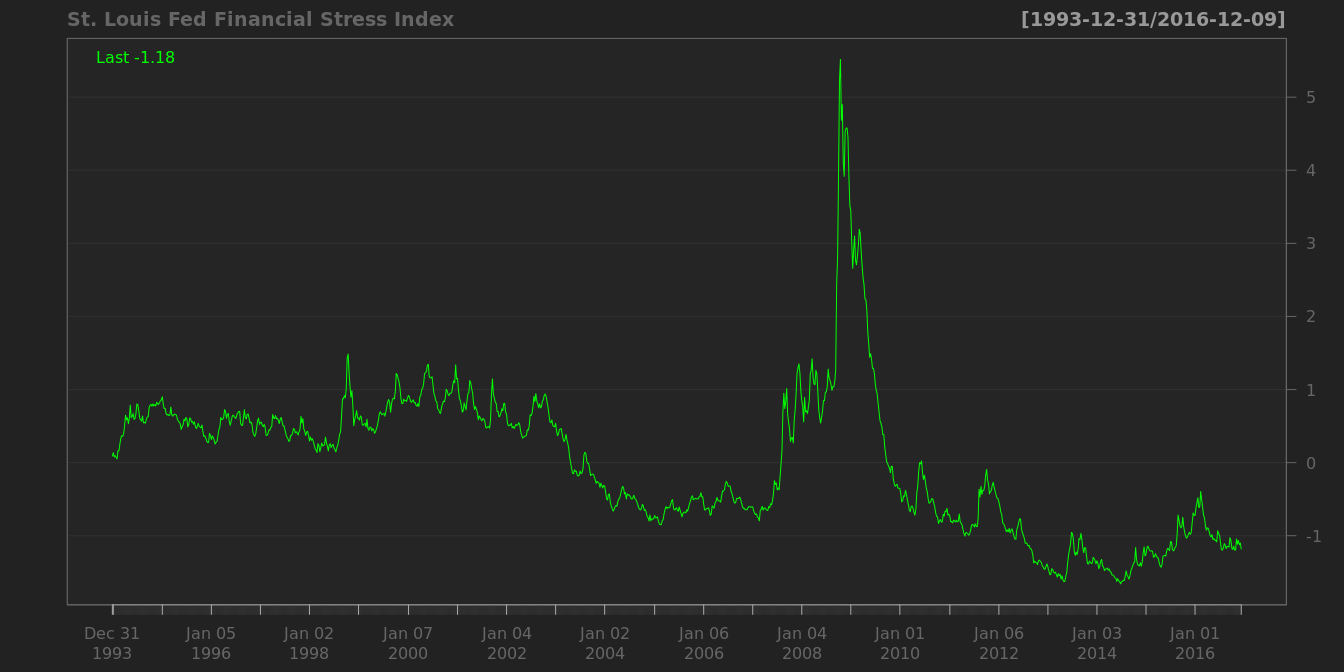 St. Louis Fed Financial Stress Index
[1993-12-31/2016-12-09]
Last -1.18
5
4
3
2
1
0
-1
Dec 31 Jan 05 Jan 02 Jan 07 Jan 04 Jan 02 Jan 06 Jan 04 Jan 01 Jan 06 Jan 03 Jan 01
1993 1996 1998 2000 2002 2004 2006 2008 2010 2012 2014 2016